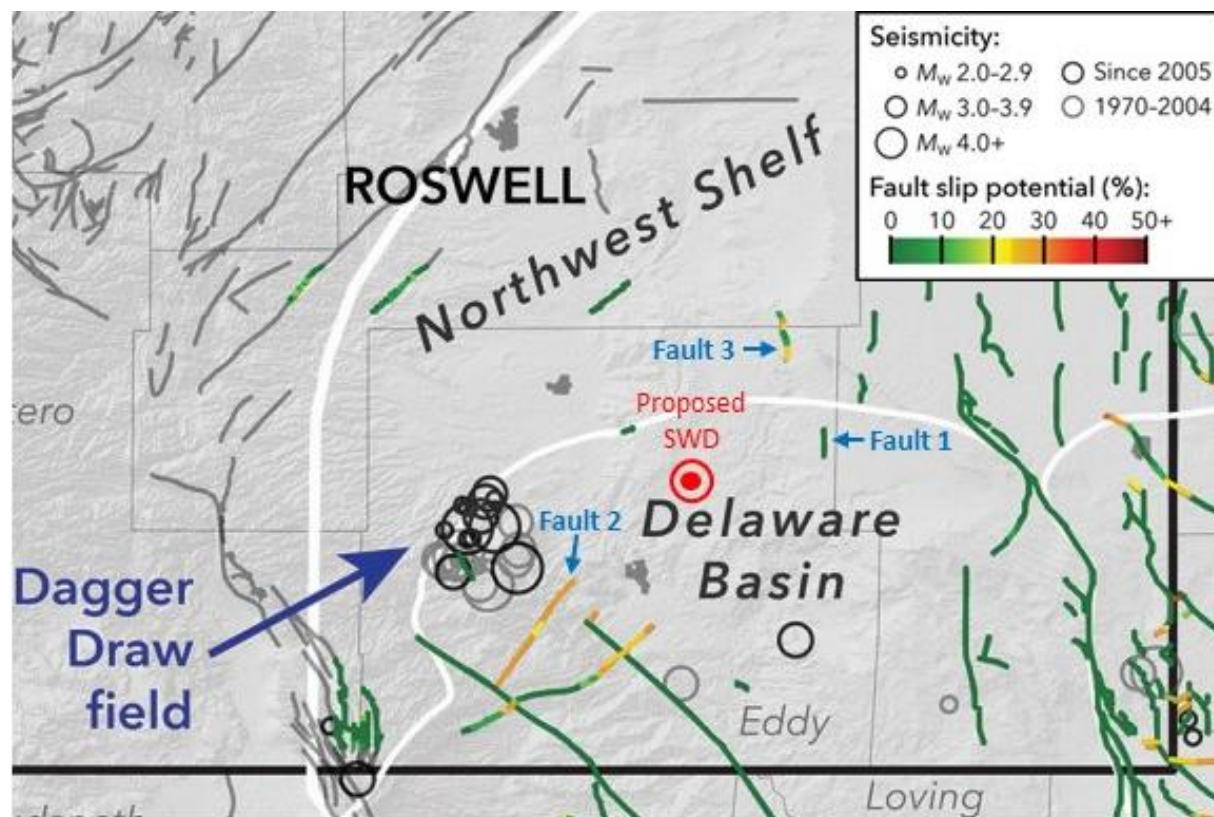 Seismicity:
Mw 2.0–2.9
Since 2005
Mw 3.0–3.9
1970–2004
Mw 4.0+
Fault slip potential (%):
0 10 20 30 40 50+
ROSWELL
Northwest Shelf
Fault 3
tero
Proposed
SWD
Fault 1
Fault 2
Delaware
Basin
Dagger
Draw
field
Eddy
Loving